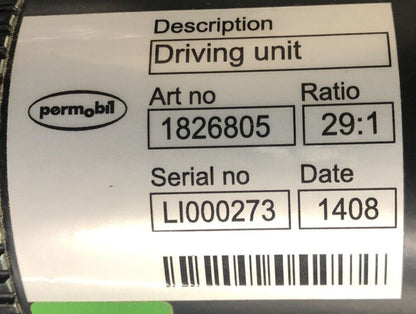 Description
Driving unit
permobil
Art no Ratio
1826805 29:1
Serial no Date
LI000273 1408